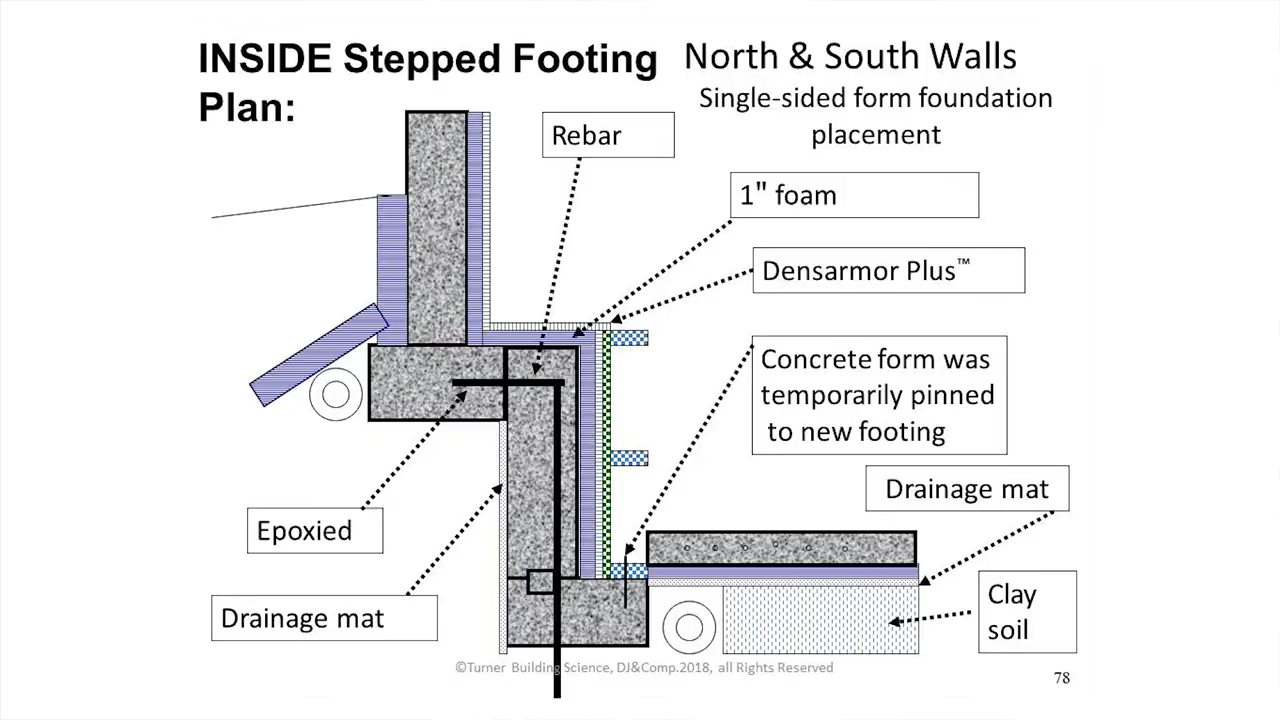 INSIDE Stepped Footing
Plan:
North & South Walls
Single-sided form foundation
placement
Rebar
1" foam
Densarmor Plus™
Concrete form was
temporarily pinned
to new footing
Drainage mat
Epoxied
Drainage mat
Clay
soil
©Turner Building Science, DJ&Comp.2018, all Rights Reserved
78